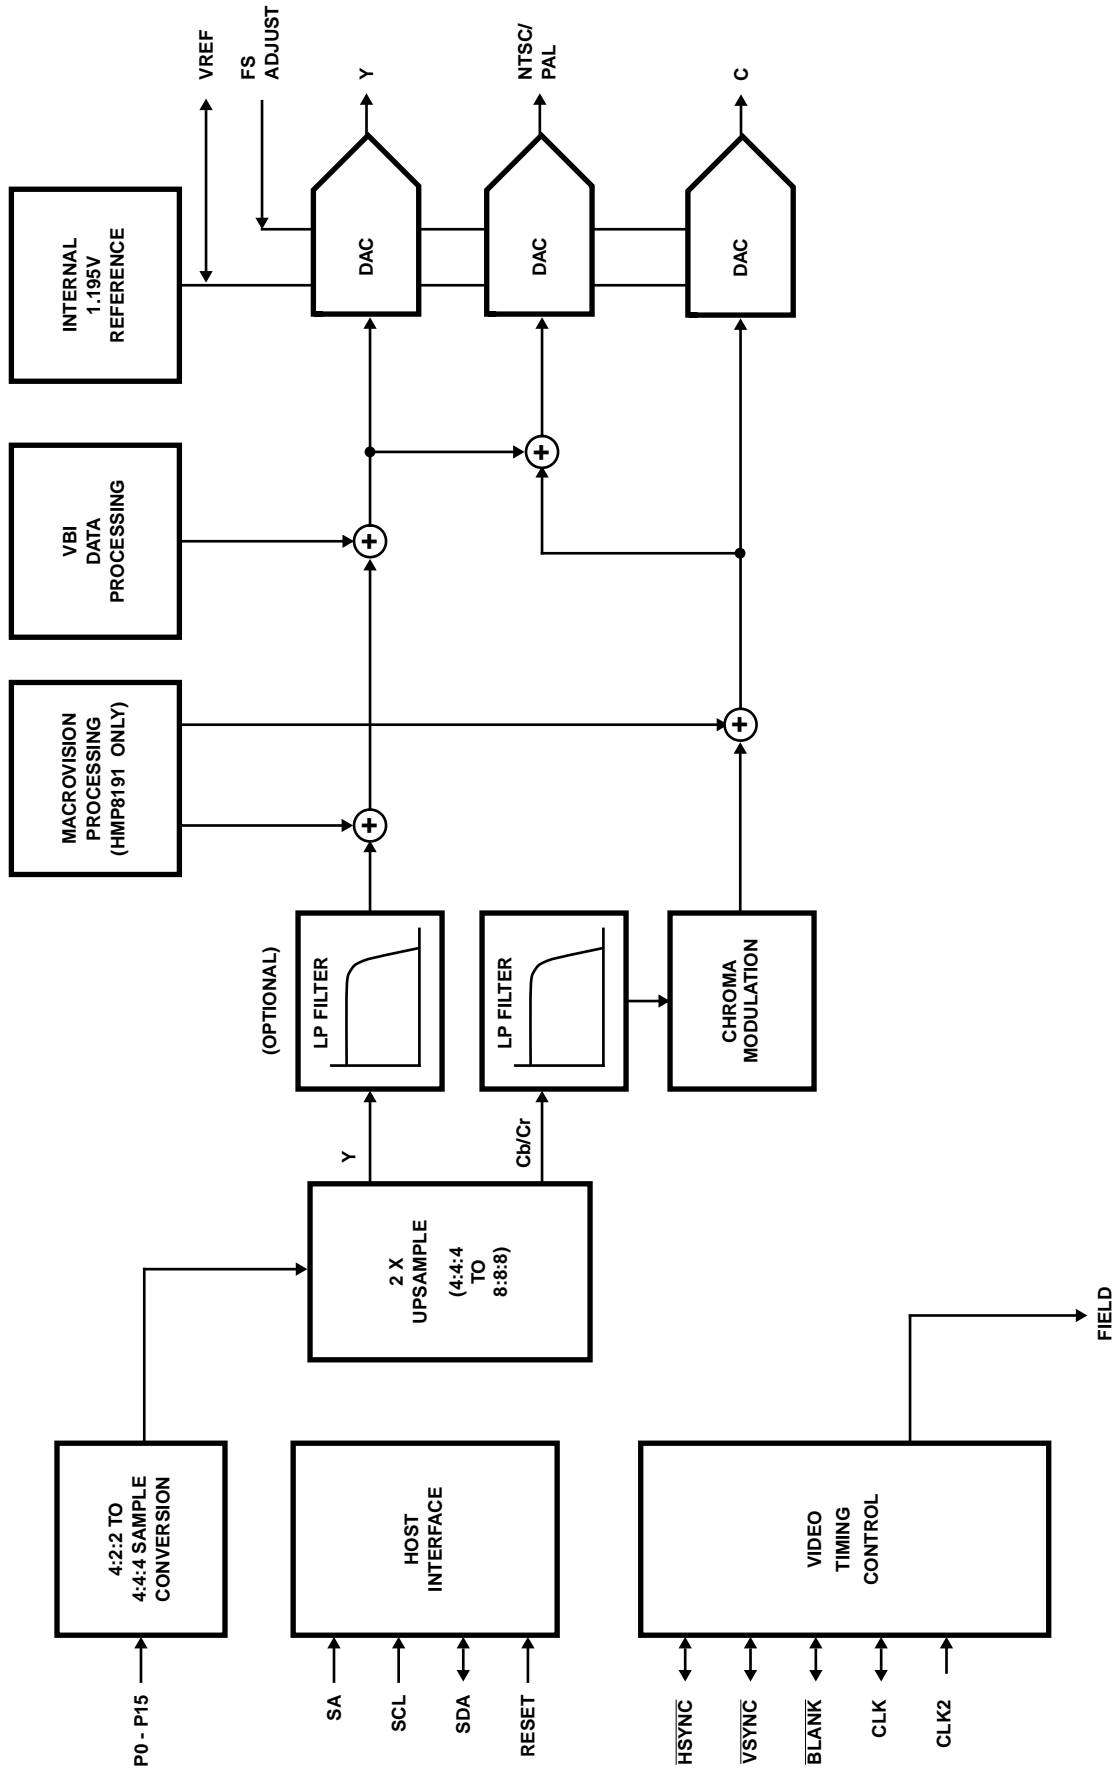 P0 - P15
4:2:2 TO
4:4:4 SAMPLE
CONVERSION
SA
SCL
SDA
RESET
HOST
INTERFACE
HSYNC
VSYNC
BLANK
CLK
CLK2
VIDEO
TIMING
CONTROL
FIELD
2 X
UPSAMPLE
(4:4:4
TO
8:8:8)
Y
Cb/Cr
(OPTIONAL)
LP FILTER
LP FILTER
CHROMA
MODULATION
MACROVISION
PROCESSING
(HMP8191 ONLY)
VBI
DATA
PROCESSING
INTERNAL
1.195V
REFERENCE
+
+
+
+
DAC
DAC
DAC
VREF
FS
ADJUST
Y
NTSC/
PAL
C